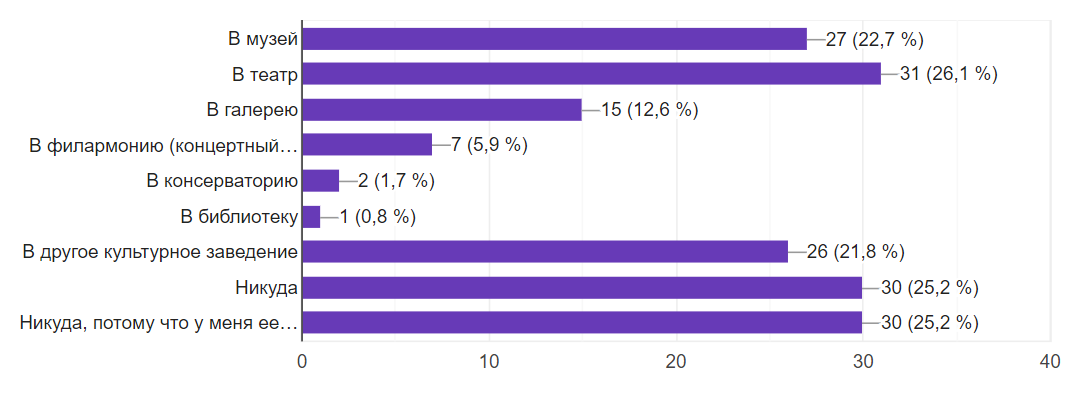 В музей 27 (22,7 %)
В театр 31 (26,1 %)
В галерею 15 (12,6 %)
В филармонию (концертный… 7 (5,9 %)
В консерваторию 2 (1,7 %)
В библиотеку 1 (0,8 %)
В другое культурное заведение 26 (21,8 %)
Никуда 30 (25,2 %)
Никуда, потому что у меня ее… 30 (25,2 %)
0 10 20 30 40